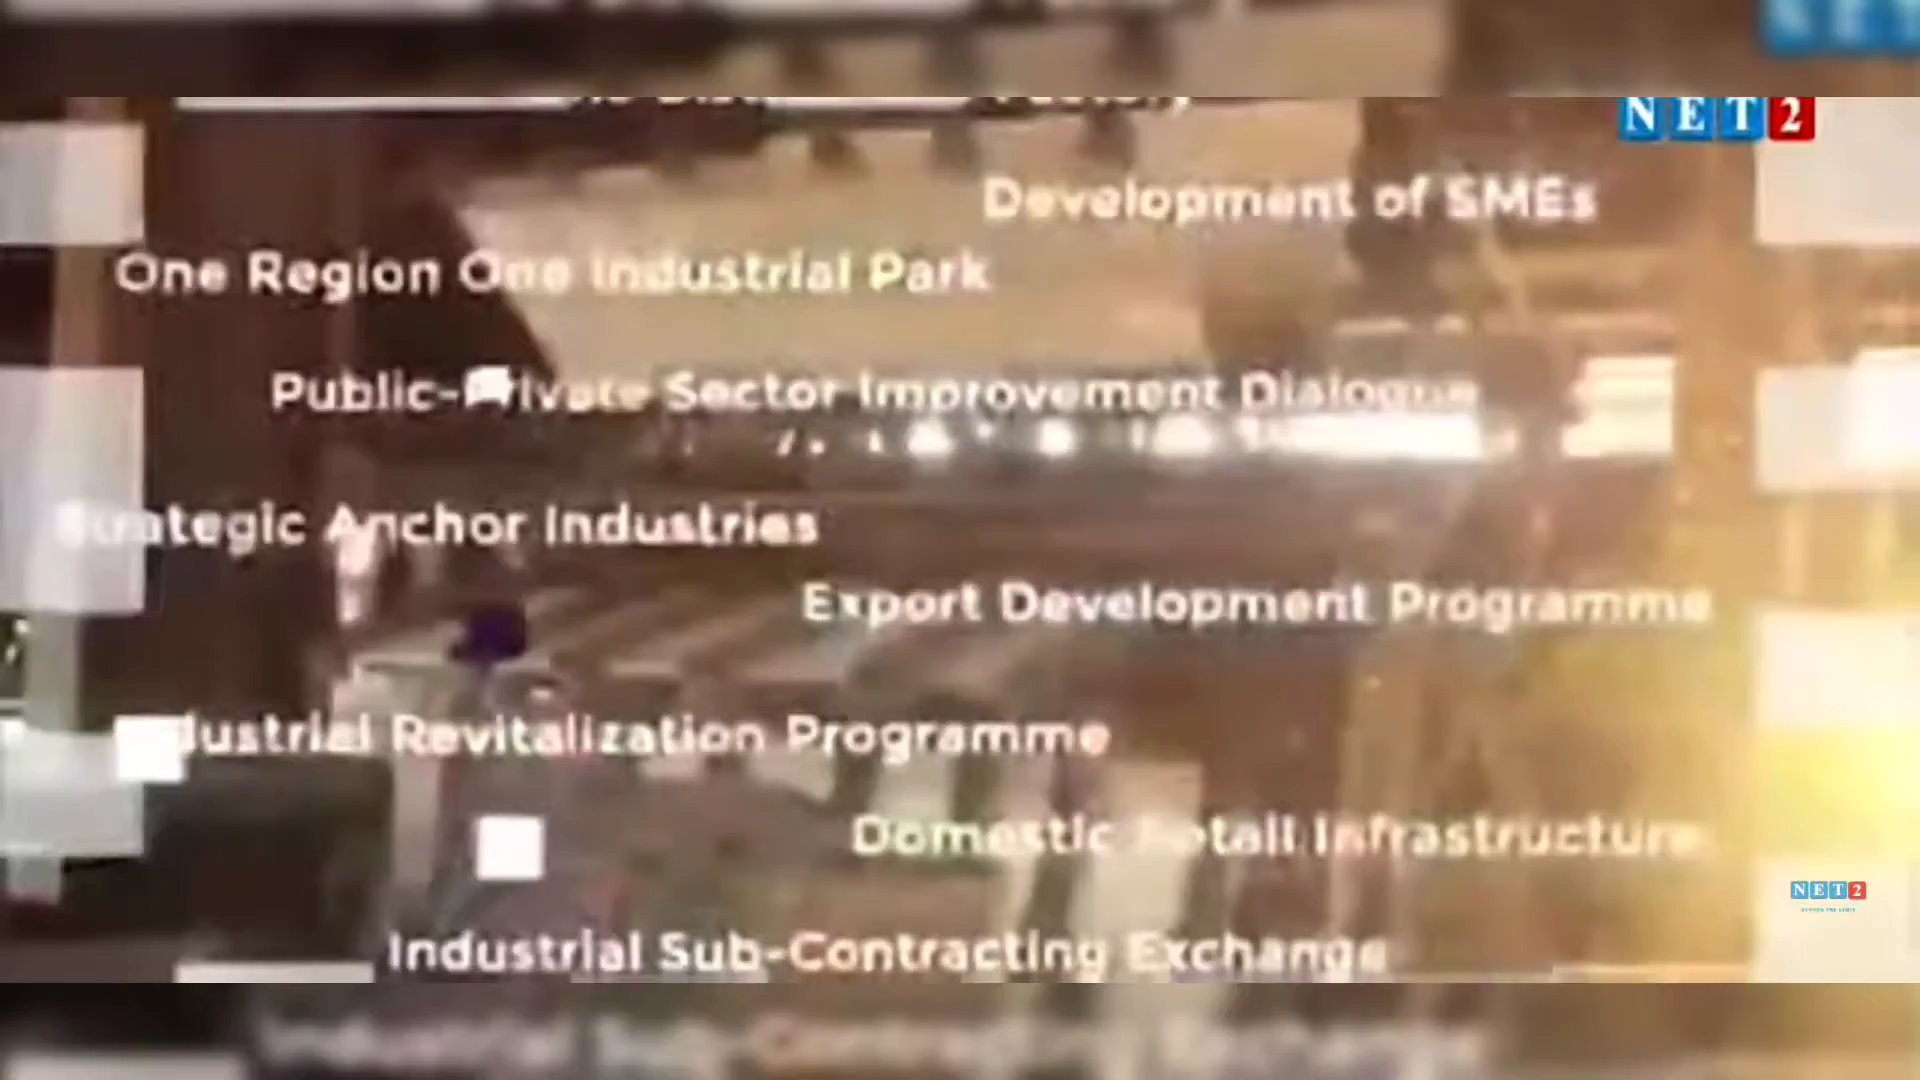 NET2
Development of SMEs
One Region One Industrial Park
Public-Private Sector Improvement Dialogue
Strategic Anchor Industries
Export Development Programme
dustrial Revitalization Programme
Domestic Retail Infrastructure
NET2
Industrial Sub-Contracting Exchange